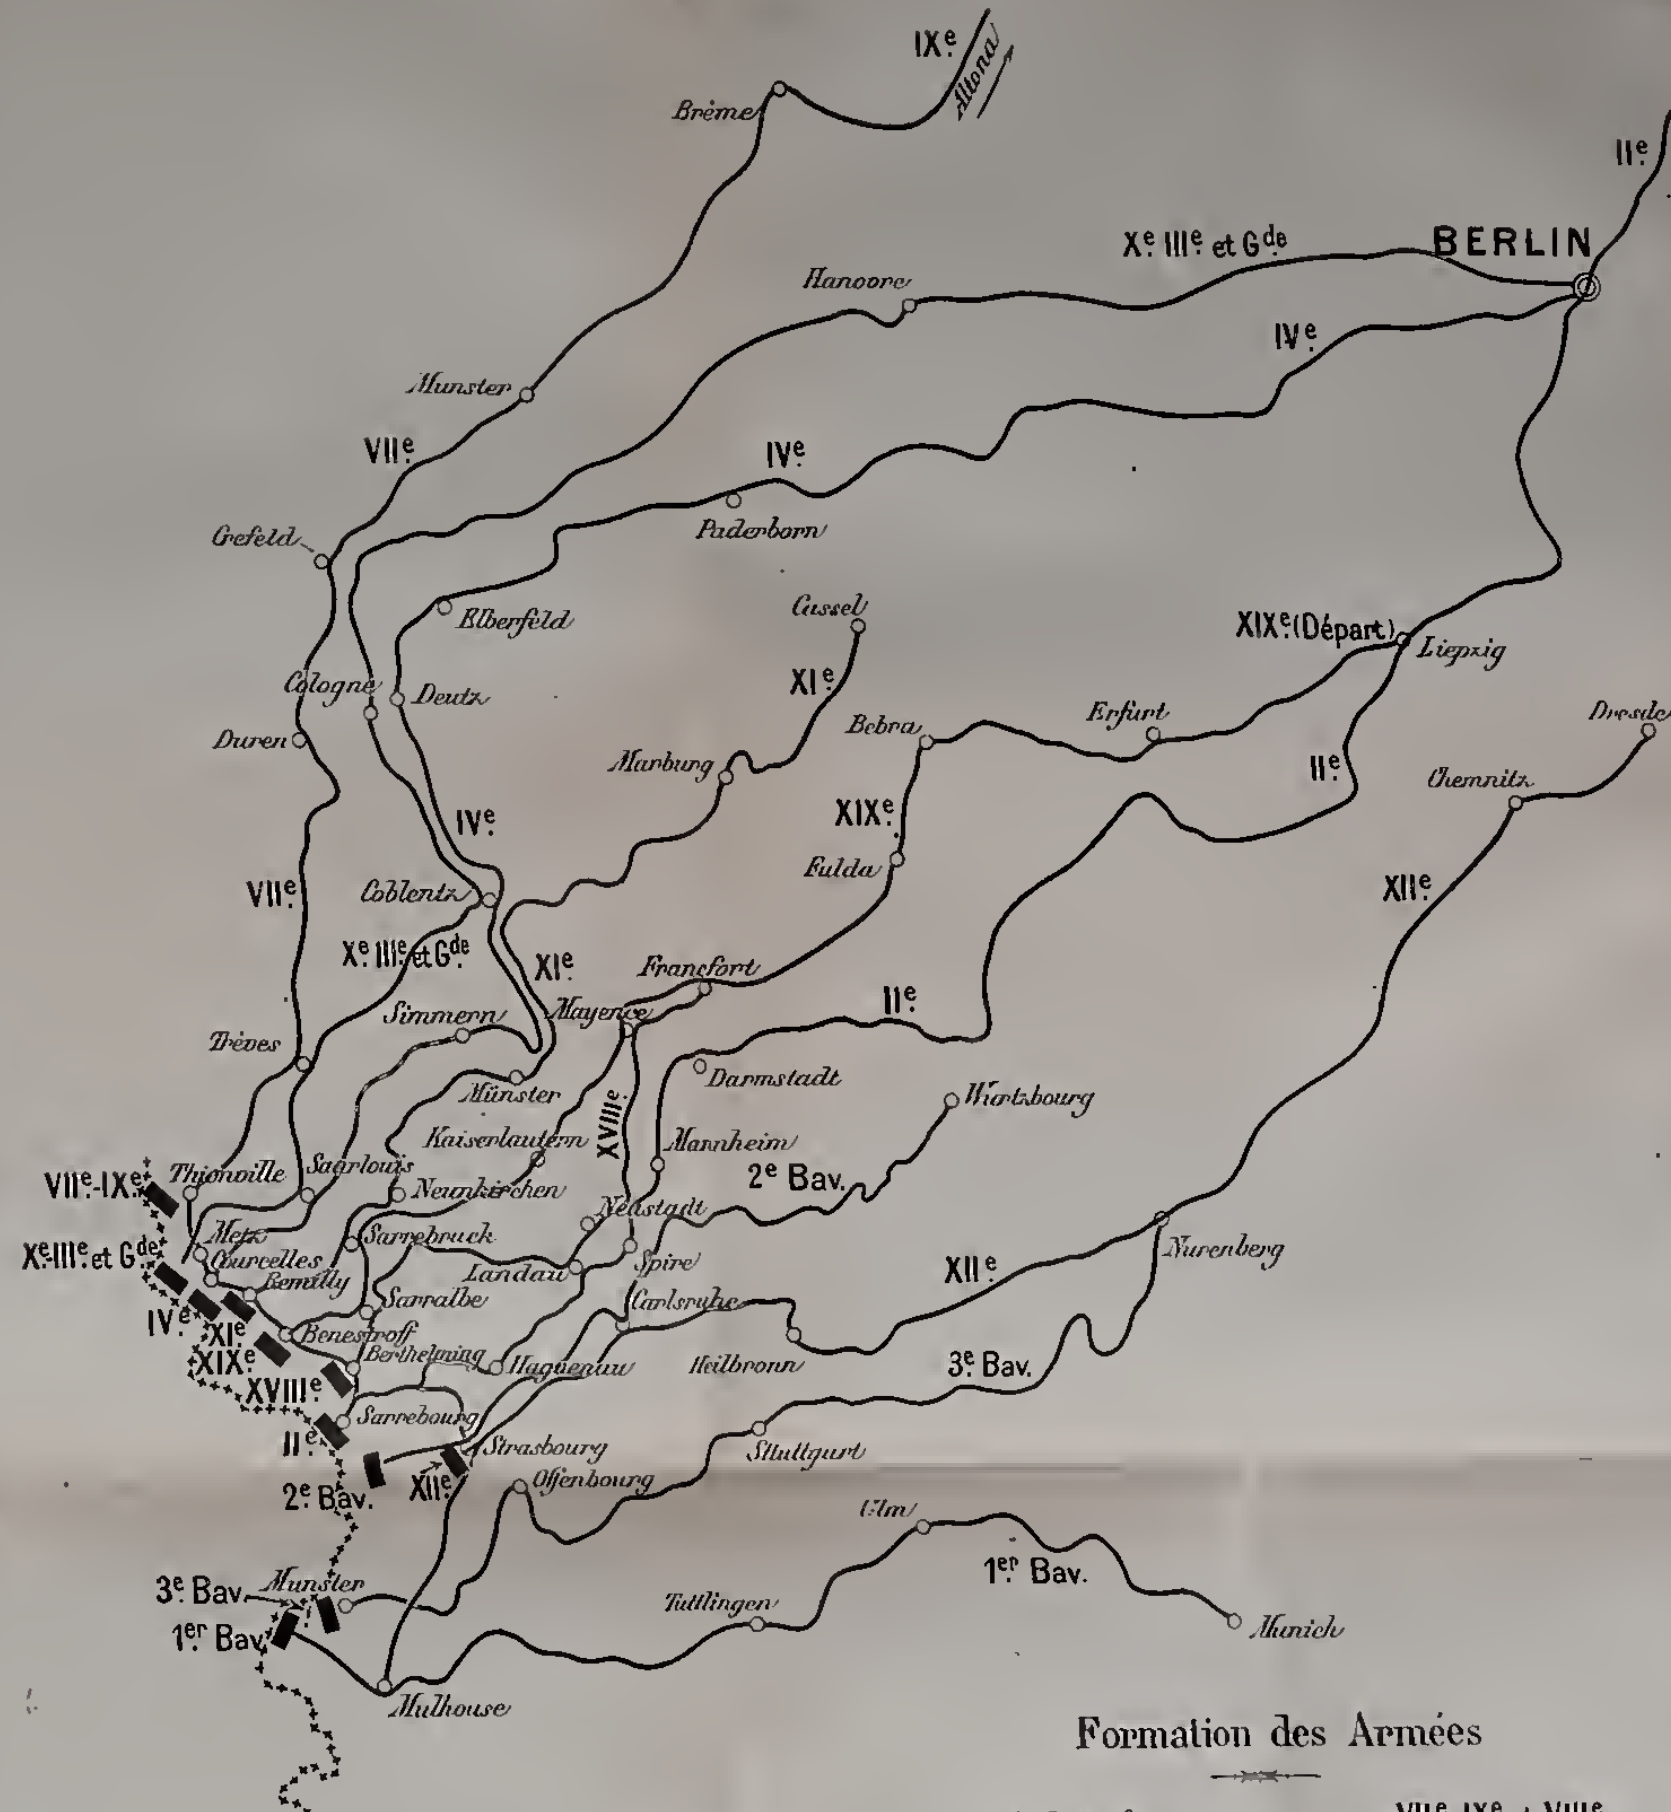 IXe.
Altona
Brême
IIe.
Xe. IIIe. et Gde.
BERLIN
Hanovre
IVe.
Munster
VIIe.
IVe.
Paderborn
Crefeld
Elberfeld
Cassel
XIXe. (Départ)
Liepzig
XIe.
Cologne
Deutz
Duren
Bebra
Erfurt
Dresde
Marburg
IIe.
Chemnitz
XIXe.
IVe.
Fulda
VIIe.
Coblentz
XIIe.
Xe. IIIe. et Gde.
XIe.
Francfort
IIe.
Simmern
Mayence
Trèves
Darmstadt
Münster
XVIIIe.
Wurtzbourg
Kaiserlautern
Mannheim
VIIe.-IXe.
Thionville
Saarlouis
2e Bav.
Neunkirchen
Neustadt
Metz
Sarrebruck
Xe.-IIIe. et Gde.
Courcelles
Landau
Spire
Nurenberg
Remilly
XIIe.
Sarralbe
Carlsruhe
IVe.
XIe.
Benestroff
XIXe.
Berthelming
Haguenau
Heilbronn
3e. Bav.
XVIIIe.
Sarrebourg
IIe.
Strasbourg
Stuttgart
2e. Bav.
XIIe.
Offenbourg
Ulm
1er. Bav.
3e. Bav.
Munster
Tuttlingen
1er. Bav.
Munich
Mulhouse
Formation des Armées